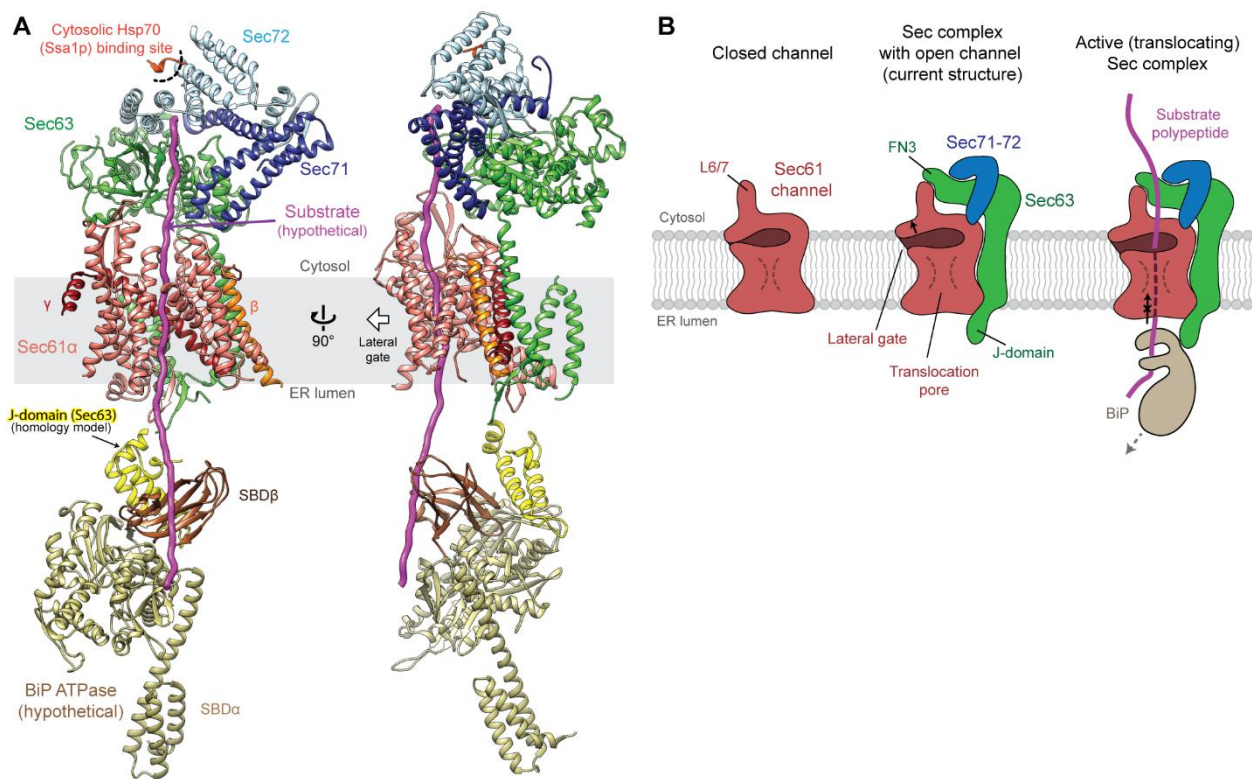 A
Cytosolic Hsp70
(Ssa1p) binding site
Sec72
Sec63
Sec71
Substrate
(hypothetical)
Cytosol
γ
β
Sec61α
90°
Lateral
gate
ER lumen
J-domain (Sec63)
(homology model)
SBDβ
BiP ATPase
(hypothetical)
SBDα
B
Closed channel
Sec complex
with open channel
(current structure)
Active (translocating)
Sec complex
Substrate
polypeptide
FN3
Sec71-72
L6/7
Sec61
channel
Sec63
Cytosol
ER lumen
Lateral gate
J-domain
Translocation
pore
BiP